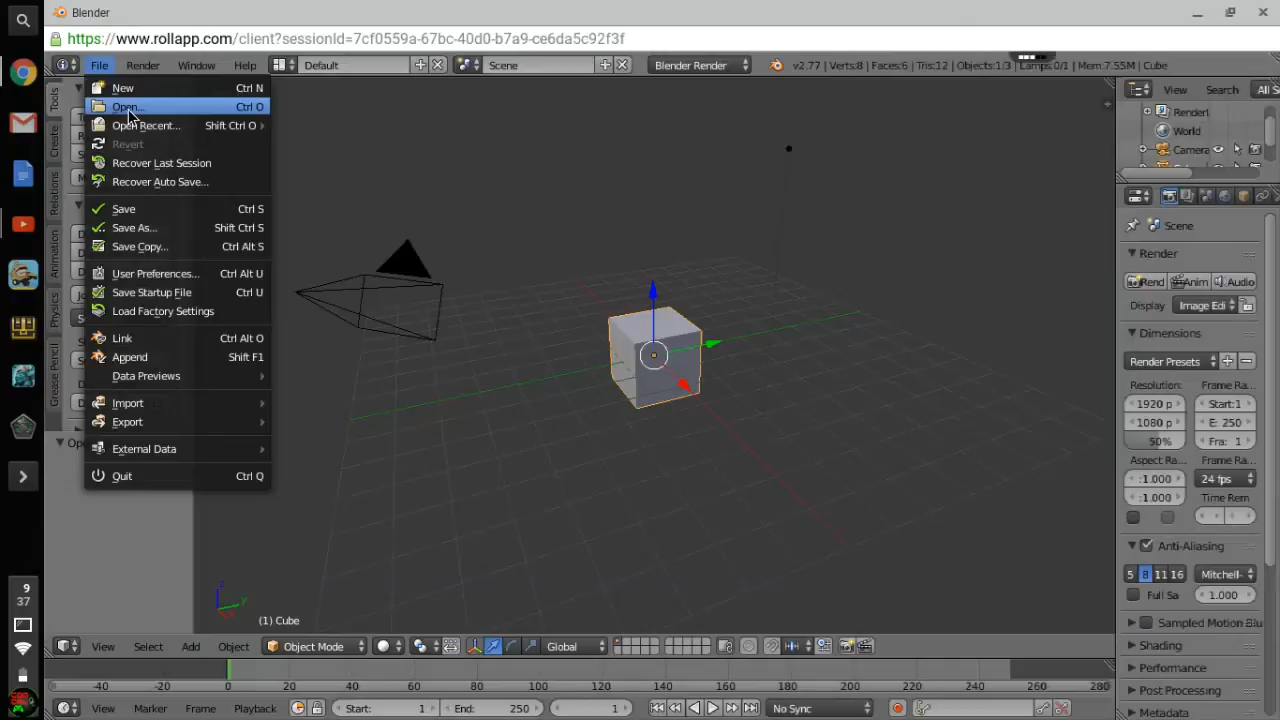 Blender
https://www.rollapp.com/client?sessionId=7cf0559a-67bc-40d0-b7a9-ce6da5c92f3f
File Render Window Help Default Scene Blender Render v2.77 | Verts:8 | Faces:6 | Tris:12 | Objects:1/3 | Lamps:0/1 | Mem:7.55M | Cube
New Ctrl N
Open... Ctrl O
Open Recent... Shift Ctrl O
Revert
Recover Last Session
Recover Auto Save...
Save Ctrl S
Save As... Shift Ctrl S
Save Copy... Ctrl Alt S
User Preferences... Ctrl Alt U
Save Startup File Ctrl U
Load Factory Settings
Link Ctrl Alt O
Append Shift F1
Data Previews
Import
Export
External Data
Quit Ctrl Q
Tools
Create
Relations
Animation
Physics
Grease Pencil
(1) Cube
View Select Add Object Object Mode Global
-40 -20 0 20 40 60 80 100 120 140 160 180 200 220 240 260 280
View Marker Frame Playback Start: 1 End: 250 1 No Sync
View Search All S
Render
World
Camera
Scene
Render
Rend Anim Audio
Display Image Edi
Dimensions
Render Presets
Resolution: Frame Ra...
1920 p Start:1
1080 p E: 250
50% Fra: 1
Aspect Ra... Frame Ra...
:1.000 24 fps
:1.000 Time Rem
Anti-Aliasing
5 8 11 16 Mitchell-
Full Sa 1.000
Sampled Motion Blu
Shading
Performance
Post Processing
Metadata
9
37